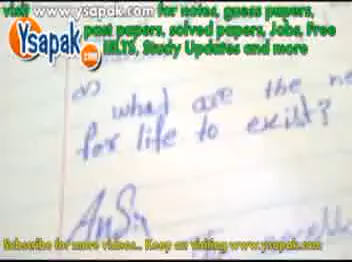 visit www.ysapak.com for notes, guess papers,
past papers, solved papers, Jobs, Free
IELTS, Study Updates and more
Ysapak
.com
what are the
for life to exist?
Ans:
Subscribe for more videos.. Keep on visiting www.ysapak.com